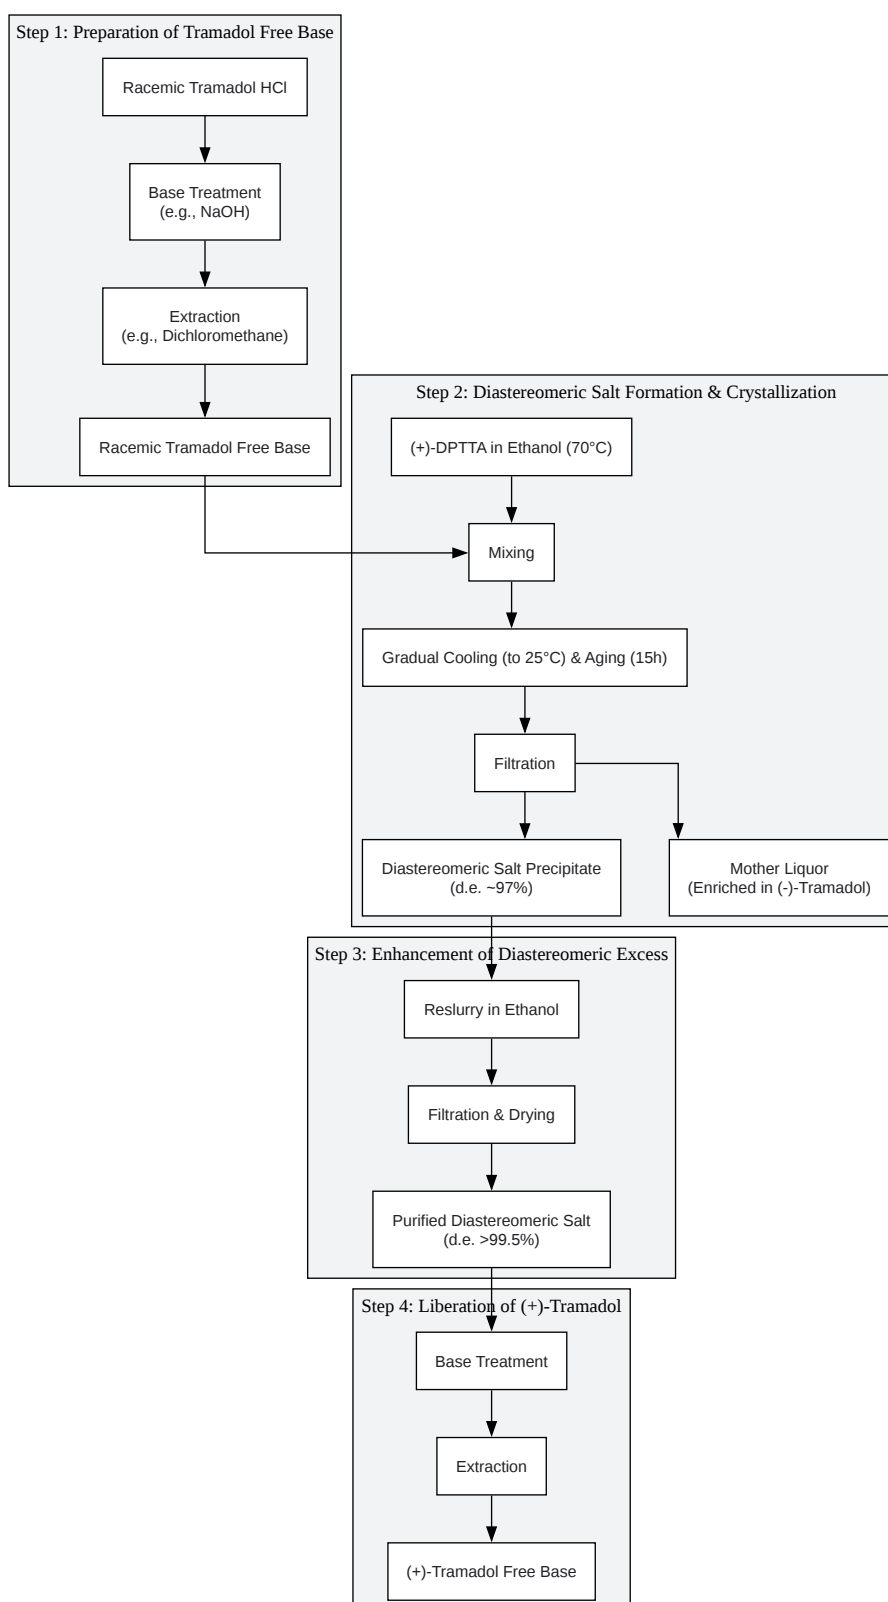 Step 1: Preparation of Tramadol Free Base
Racemic Tramadol HCl
Base Treatment
(e.g., NaOH)
Extraction
(e.g., Dichloromethane)
Racemic Tramadol Free Base
Step 2: Diastereomeric Salt Formation & Crystallization
(+)-DPTTA in Ethanol (70°C)
Mixing
Gradual Cooling (to 25°C) & Aging (15h)
Filtration
Diastereomeric Salt Precipitate
(d.e. ~97%)
Mother Liquor
(Enriched in (-)-Tramadol)
Step 3: Enhancement of Diastereomeric Excess
Reslurry in Ethanol
Filtration & Drying
Purified Diastereomeric Salt
(d.e. >99.5%)
Step 4: Liberation of (+)-Tramadol
Base Treatment
Extraction
(+)-Tramadol Free Base